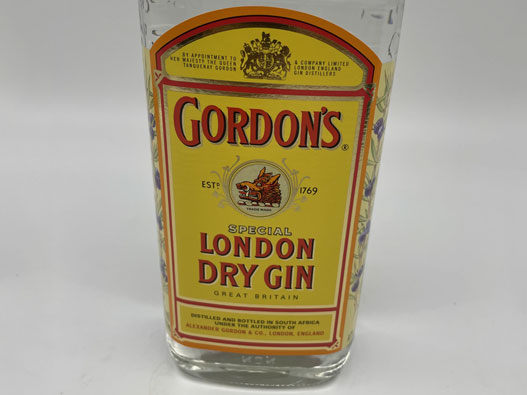 BY APPOINTMENT TO
HER MAJESTY THE QUEEN
TANQUERAY GORDON
& COMPANY LIMITED
LONDON ENGLAND
GIN DISTILLERS
GORDON'S
®
ESTD 1769
TRADE MARK
SPECIAL
LONDON
DRY GIN
GREAT BRITAIN
DISTILLED AND BOTTLED IN SOUTH AFRICA
UNDER THE AUTHORITY OF
ALEXANDER GORDON & CO., LONDON, ENGLAND